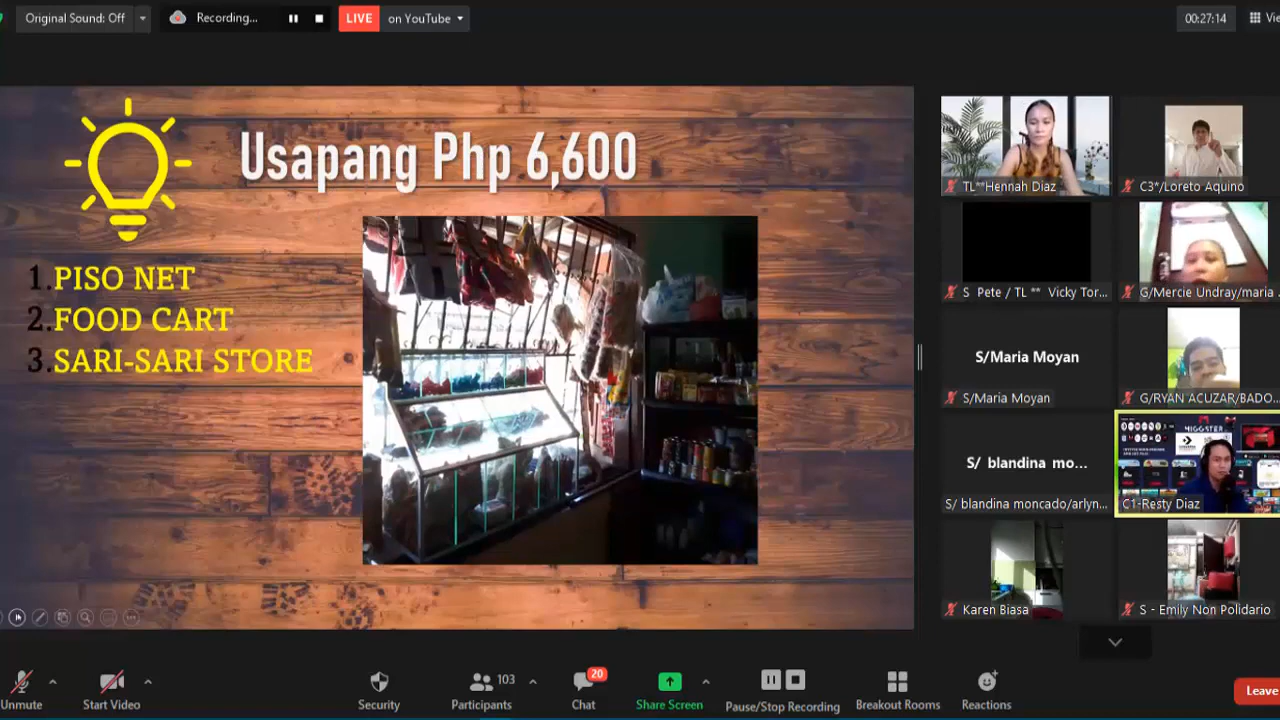 Original Sound: Off
Recording...
LIVE
on YouTube
00:27:14
Usapang Php 6,600
1.PISO NET
2.FOOD CART
3.SARI-SARI STORE
TL**Hennah Diaz
C3*/Loreto Aquino
S Pete / TL ** Vicky Tor...
G/Mercie Undray/maria
S/Maria Moyan
S/Maria Moyan
G/RYAN ACUZAR/BADO...
S/ blandina mo...
S/ blandina moncado/arlyn...
C1-Resty Diaz
Karen Biasa
S - Emily Non Polidario
Unmute
Start Video
Security
103
Participants
20
Chat
Share Screen
Pause/Stop Recording
Breakout Rooms
Reactions
Leave